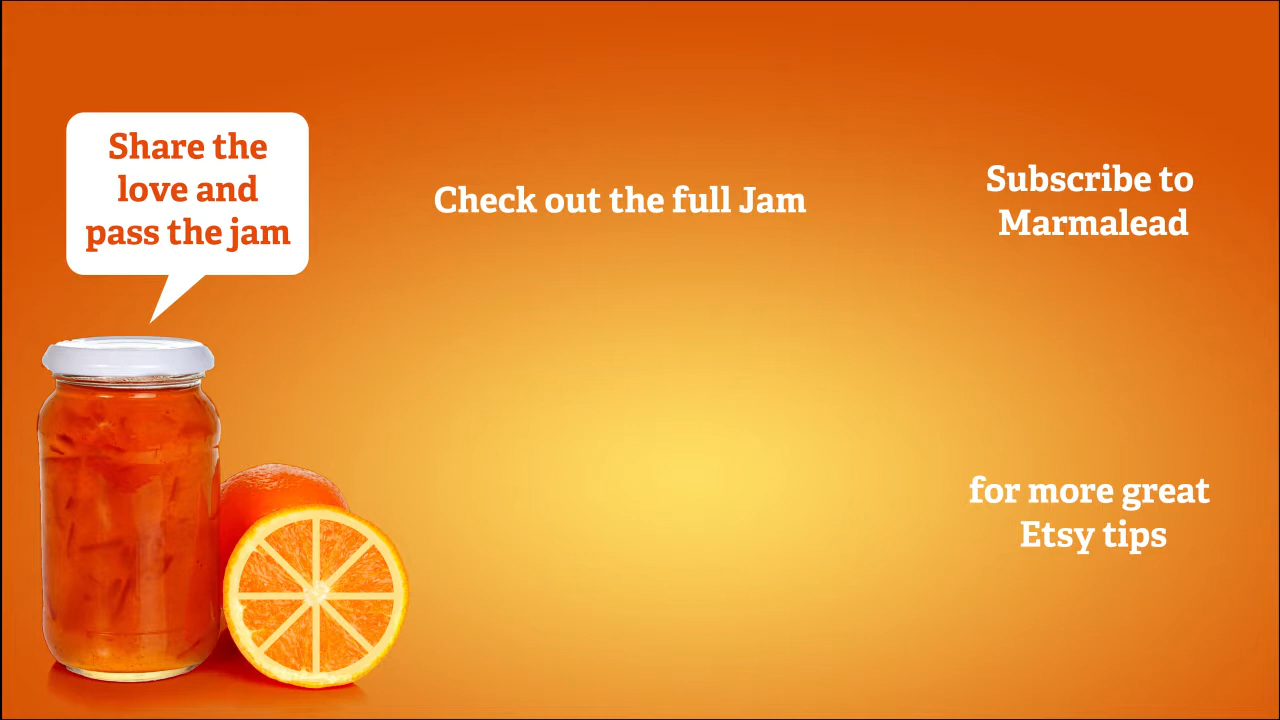 Share the
love and
pass the jam
Check out the full Jam
Subscribe to
Marmalead
for more great
Etsy tips